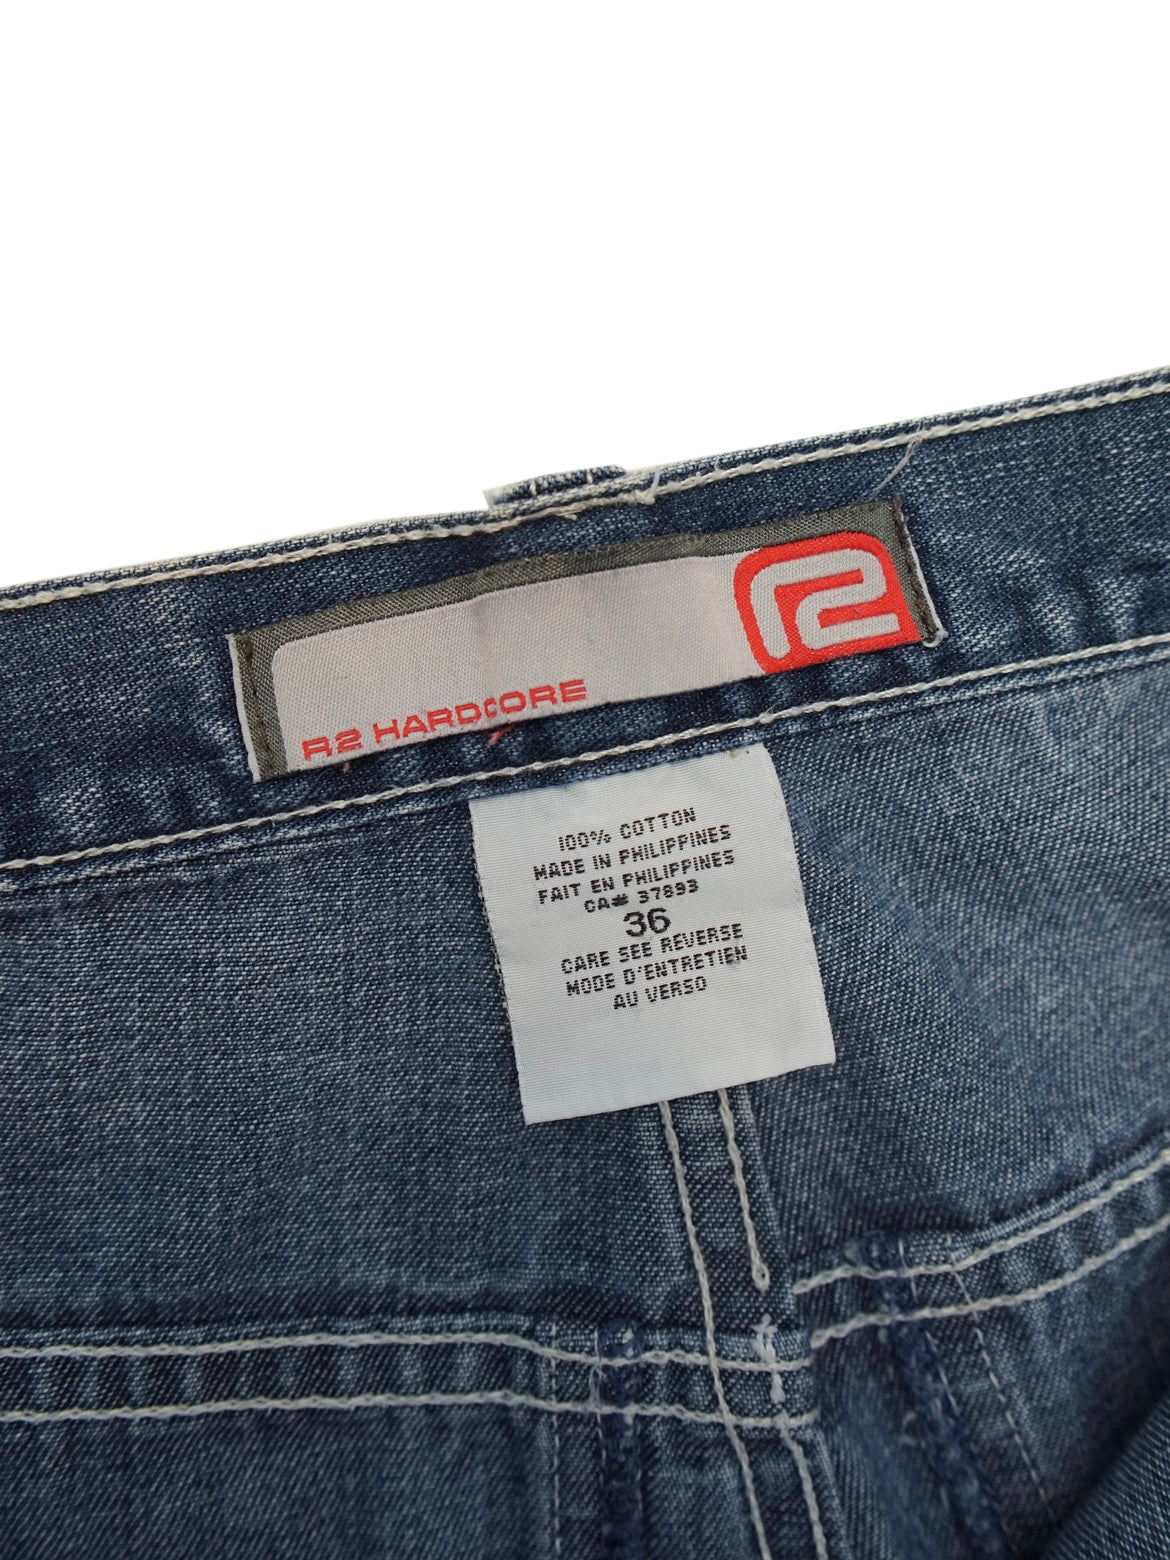 R2 HARDCORE
100% COTTON
MADE IN PHILIPPINES
FAIT EN PHILIPPINES
CA# 37893
36
CARE SEE REVERSE
MODE D'ENTRETIEN
AU VERSO